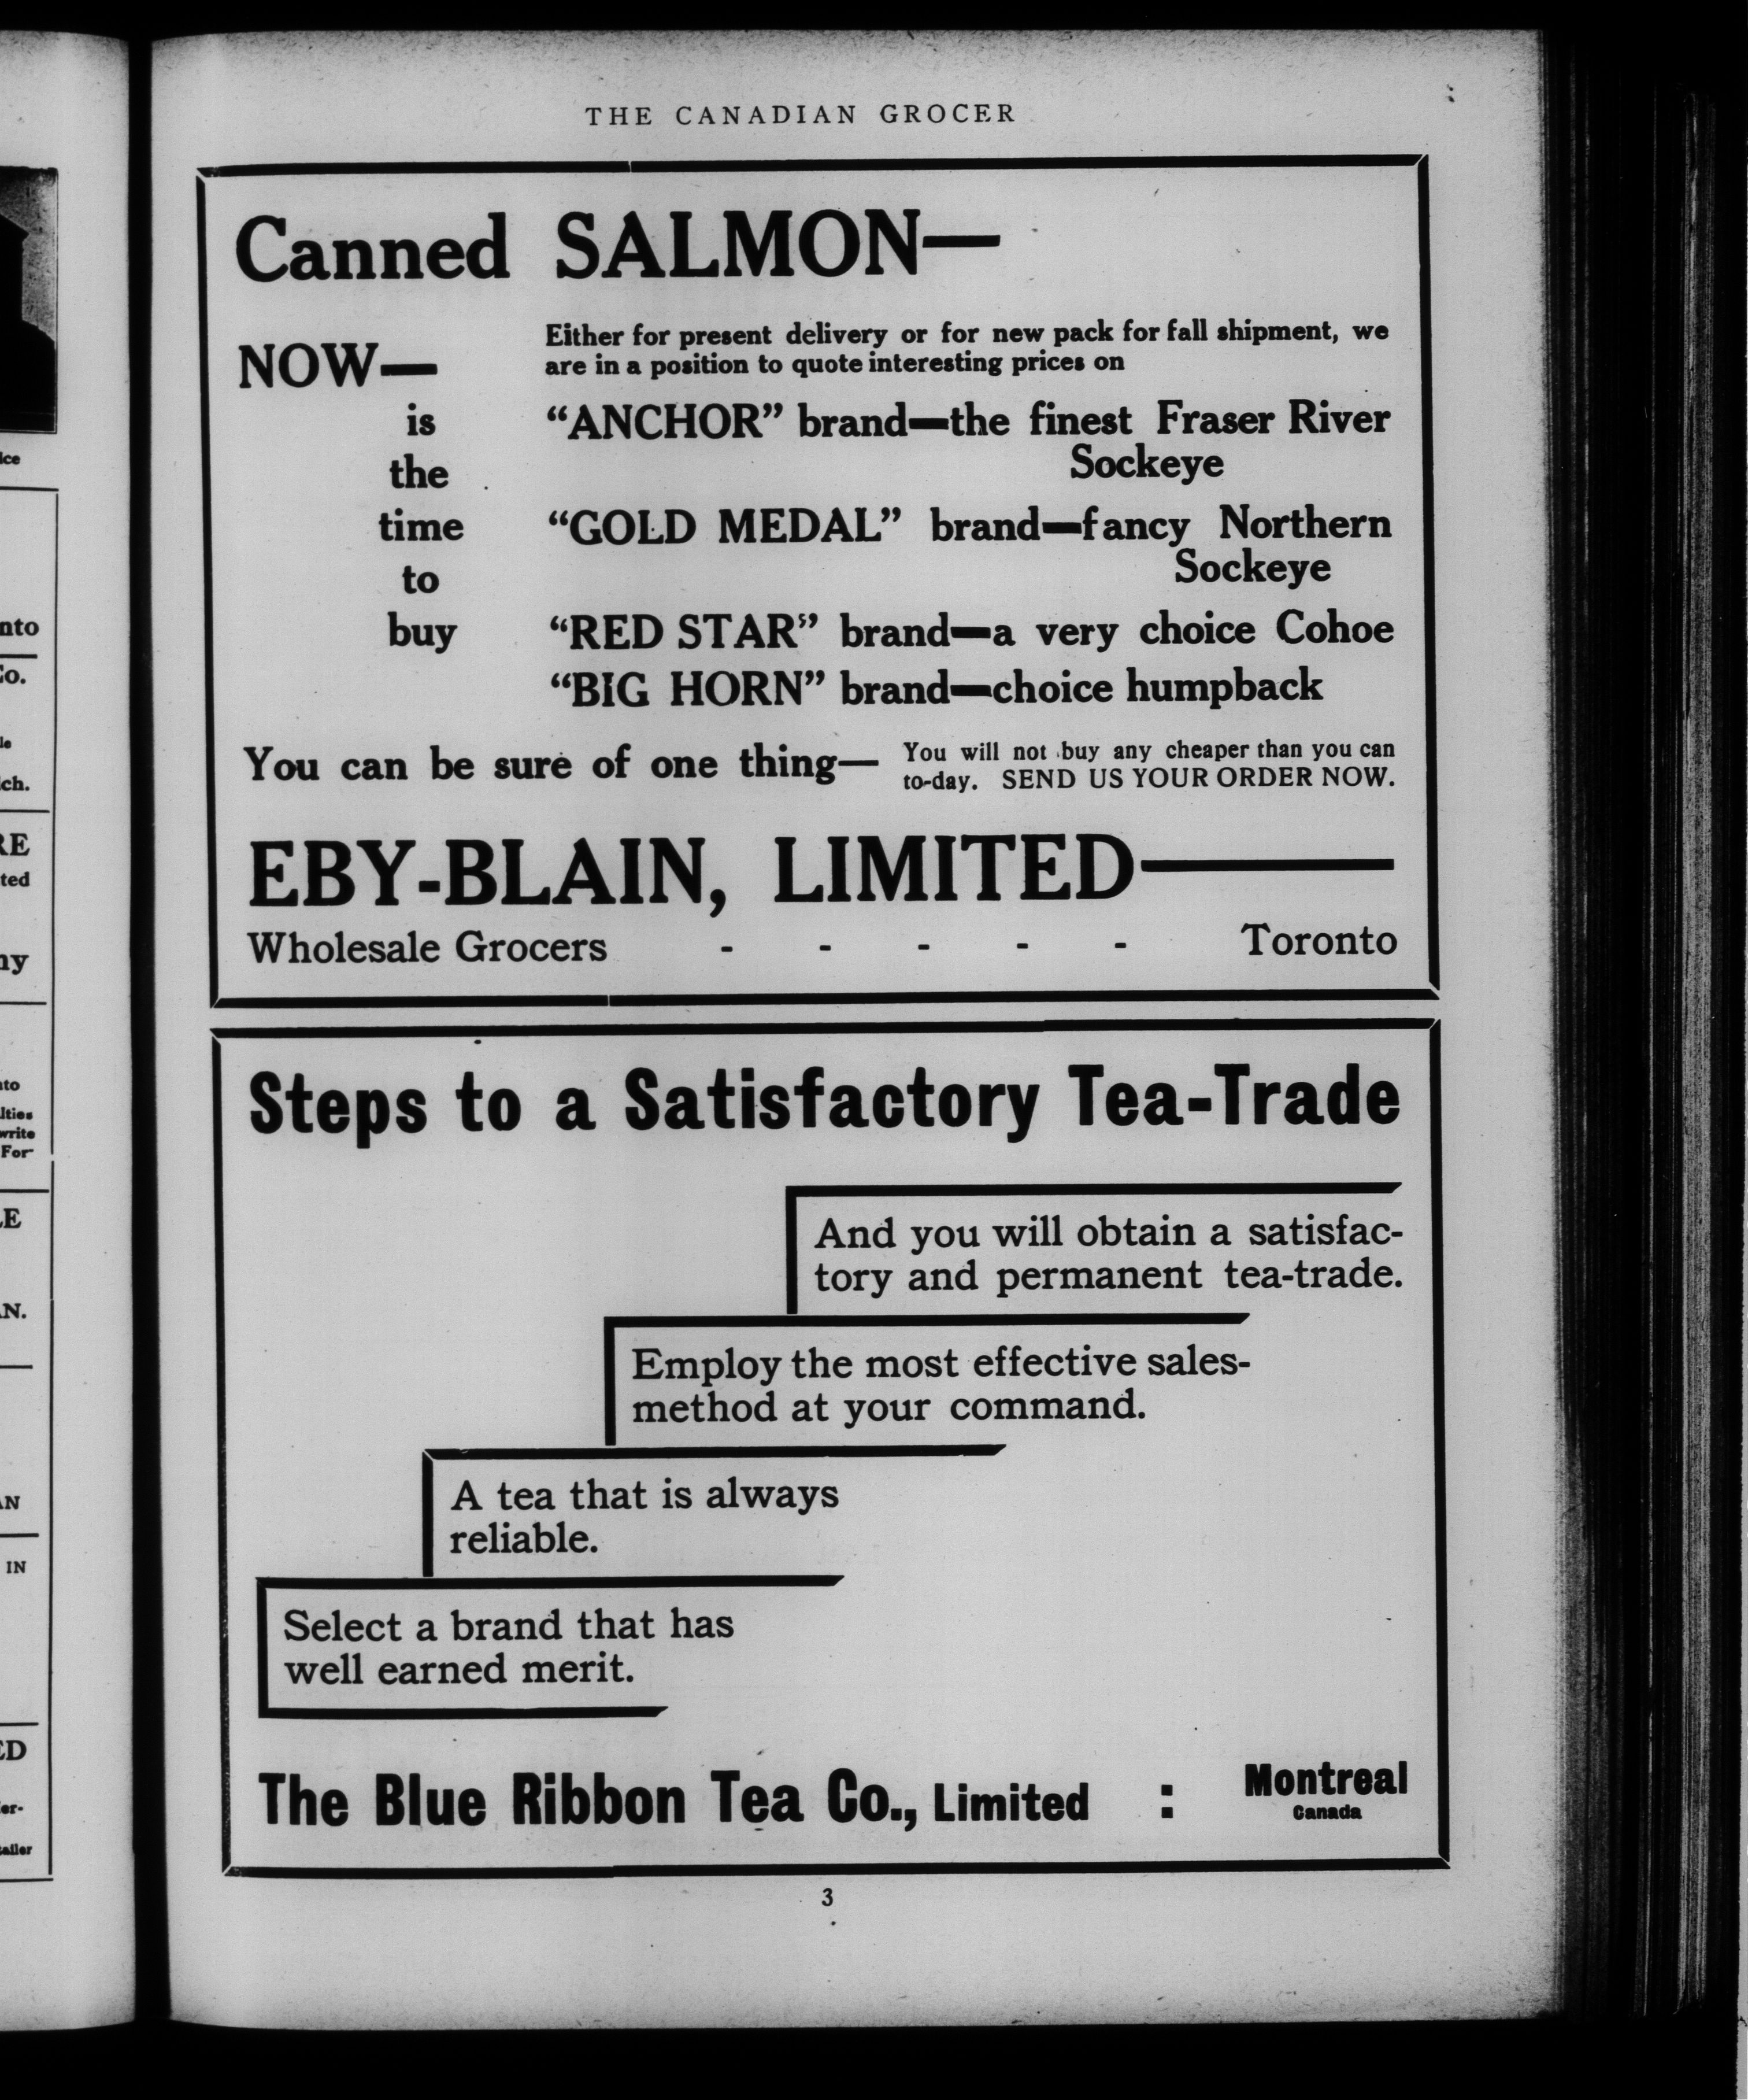 THE CANADIAN GROCER
Canned SALMON—
NOW—
is
the
time
to
buy
Either for present delivery or for new pack for fall shipment, we
are in a position to quote interesting prices on
“ANCHOR” brand—the finest Fraser River
Sockeye
“GOLD MEDAL” brand—fancy Northern
Sockeye
“RED STAR” brand—a very choice Cohoe
“BIG HORN” brand—choice humpback
You can be sure of one thing—
You will not buy any cheaper than you can
to-day. SEND US YOUR ORDER NOW.
EBY-BLAIN, LIMITED—
Wholesale Grocers - - - - - Toronto
Steps to a Satisfactory Tea-Trade
And you will obtain a satisfac-
tory and permanent tea-trade.
Employ the most effective sales-
method at your command.
A tea that is always
reliable.
Select a brand that has
well earned merit.
The Blue Ribbon Tea Co., Limited : Montreal
Canada
3